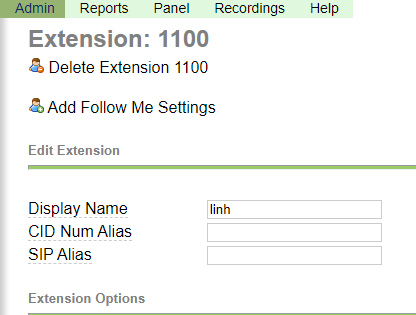 Admin Reports Panel Recordings Help
Extension: 1100
Delete Extension 1100
Add Follow Me Settings
Edit Extension
Display Name linh
CID Num Alias
SIP Alias
Extension Options